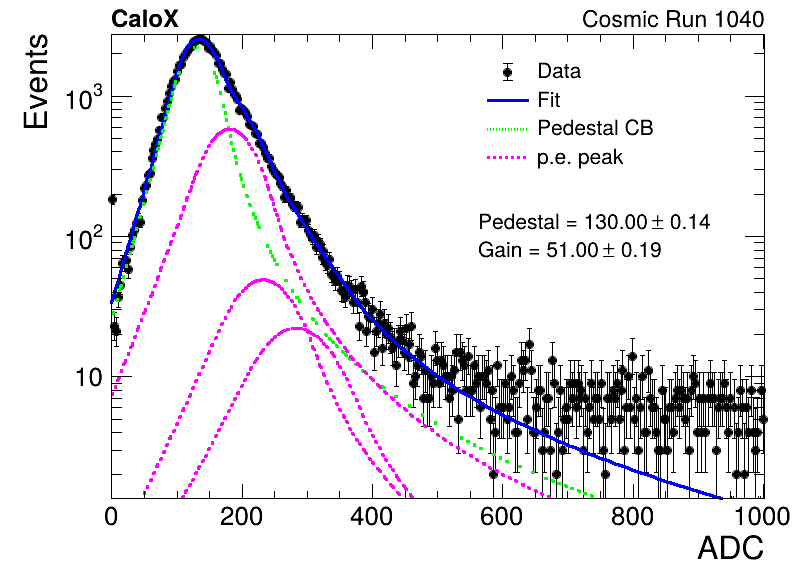 CaloX Cosmic Run 1040
Events
10³
10²
10
Data
Fit
Pedestal CB
p.e. peak
Pedestal = 130.00 ± 0.14
Gain = 51.00 ± 0.19
0 200 400 600 800 1000
ADC